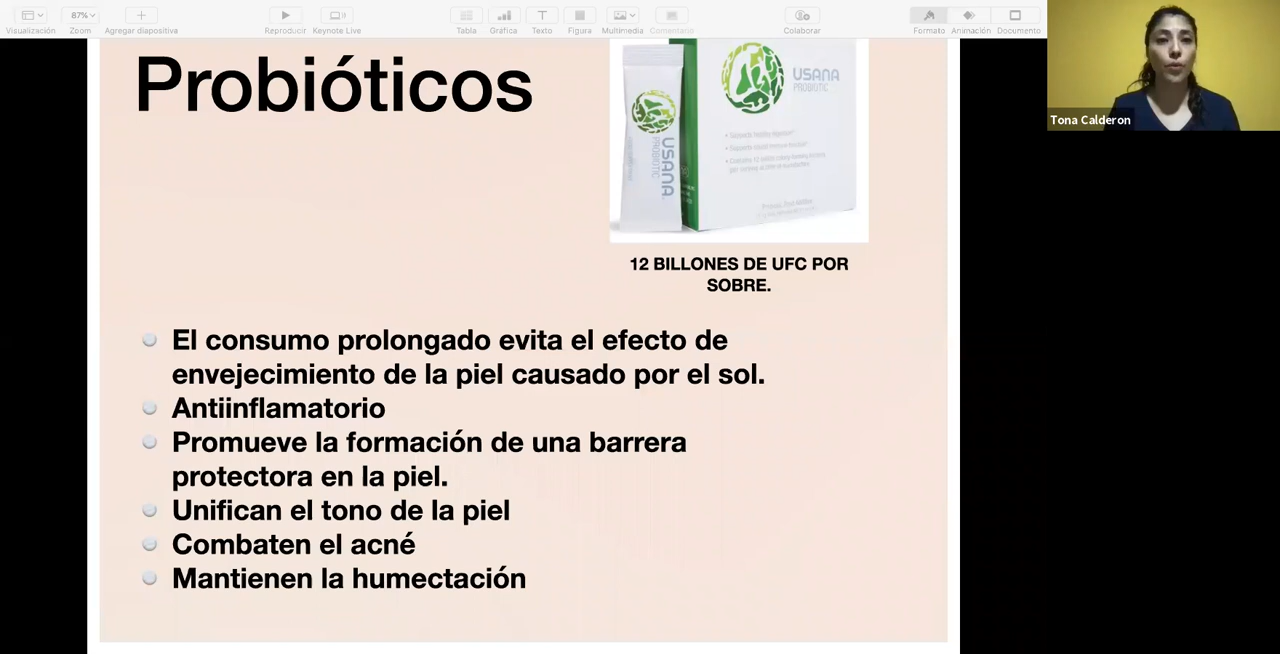 87%
Visualización
Zoom
Agregar diapositiva
Reproducir
Keynote Live
Tabla
Gráfica
Texto
Figura
Multimedia
Comentario
Colaborar
Formato
Animación
Documento
Tona Calderon
Probióticos
USANA
PROBIOTIC
USANA
PROBIOTIC
12 BILLONES DE UFC POR
SOBRE.
El consumo prolongado evita el efecto de
envejecimiento de la piel causado por el sol.
Antiinflamatorio
Promueve la formación de una barrera
protectora en la piel.
Unifican el tono de la piel
Combaten el acné
Mantienen la humectación